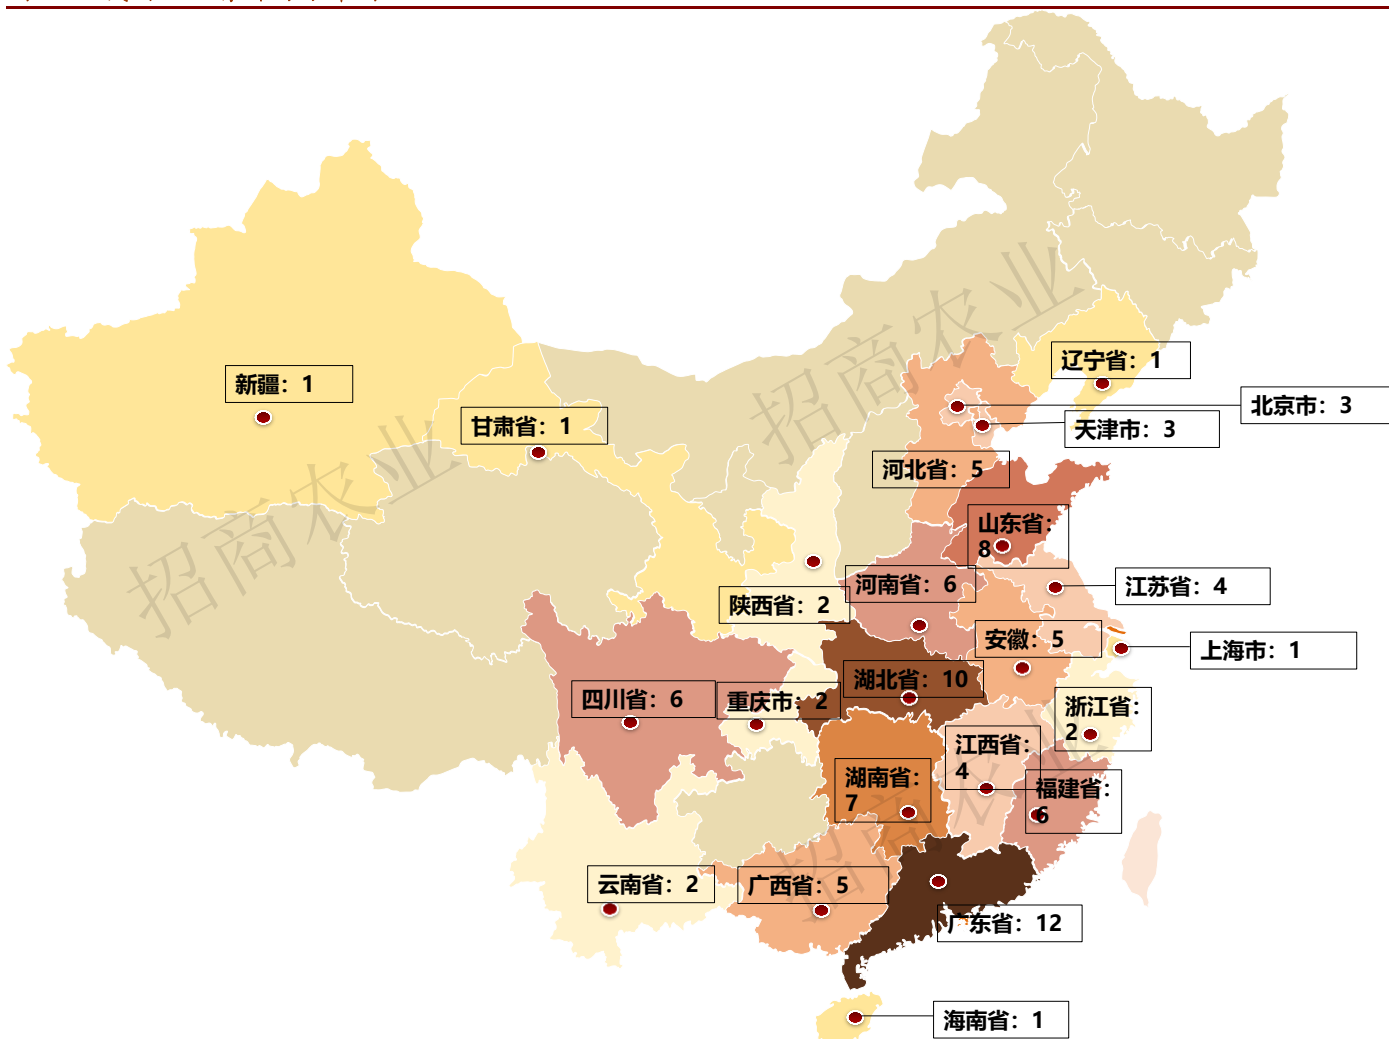 辽宁省：1
新疆：1
北京市：3
甘肃省：1
天津市：3
河北省：5
山东省：
8
河南省：6
江苏省：4
陕西省：2
安徽：5
上海市：1
湖北省：10
四川省：6
重庆市：2
浙江省：
2
江西省：
4
湖南省：
7
福建省：
6
云南省：2
广西省：5
广东省：12
海南省：1
招商农业
招商农业
招商农业